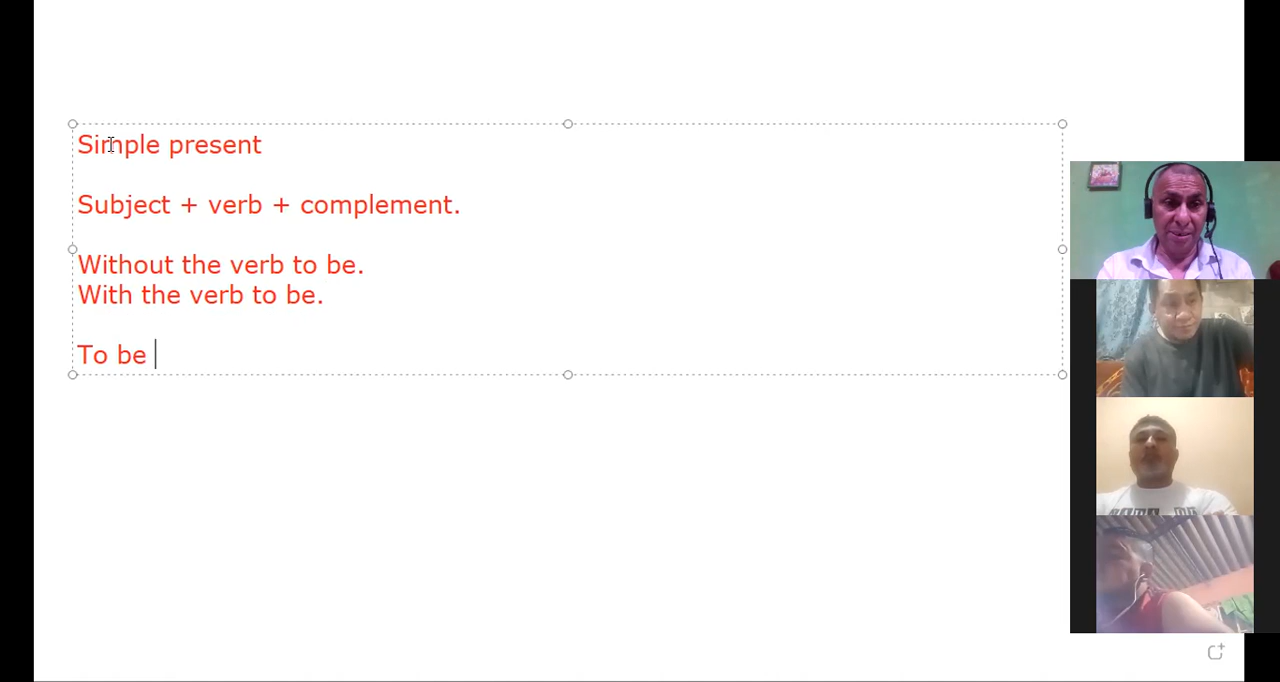 Simple present
Subject + verb + complement.
Without the verb to be.
With the verb to be.
To be